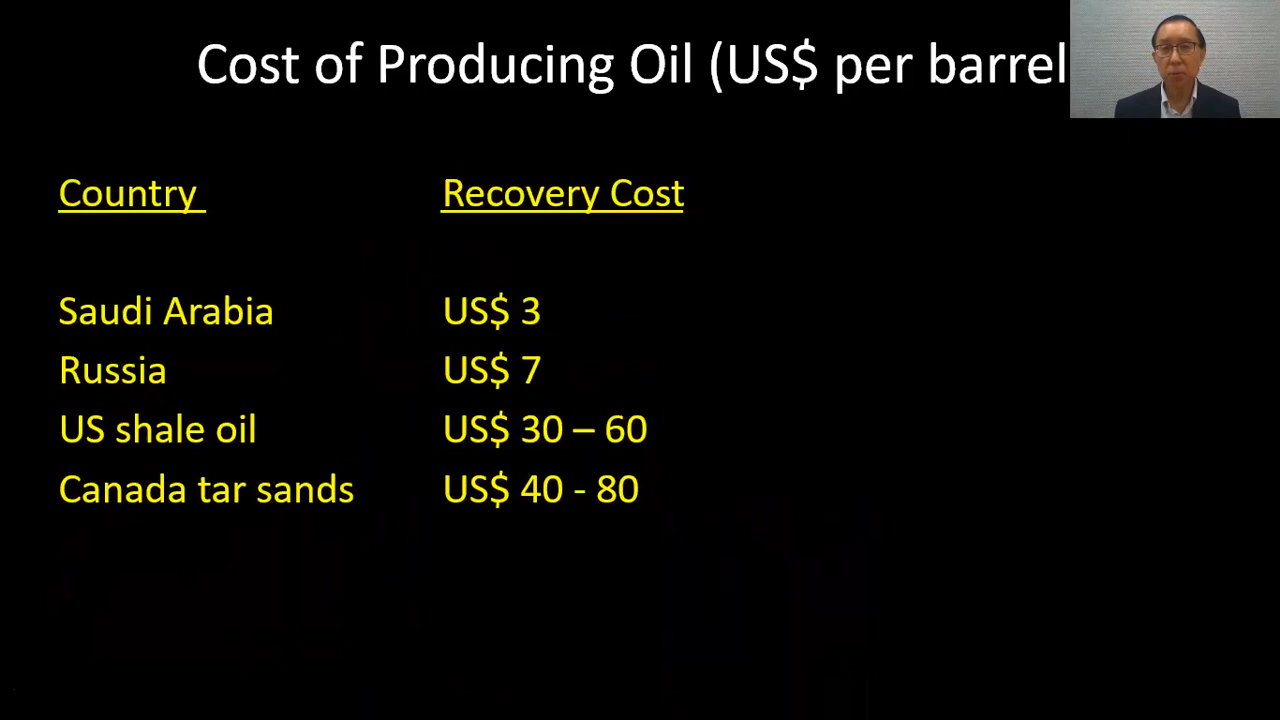 Cost of Producing Oil (US$ per barrel
Country Recovery Cost
Saudi Arabia US$ 3
Russia US$ 7
US shale oil US$ 30 – 60
Canada tar sands US$ 40 - 80